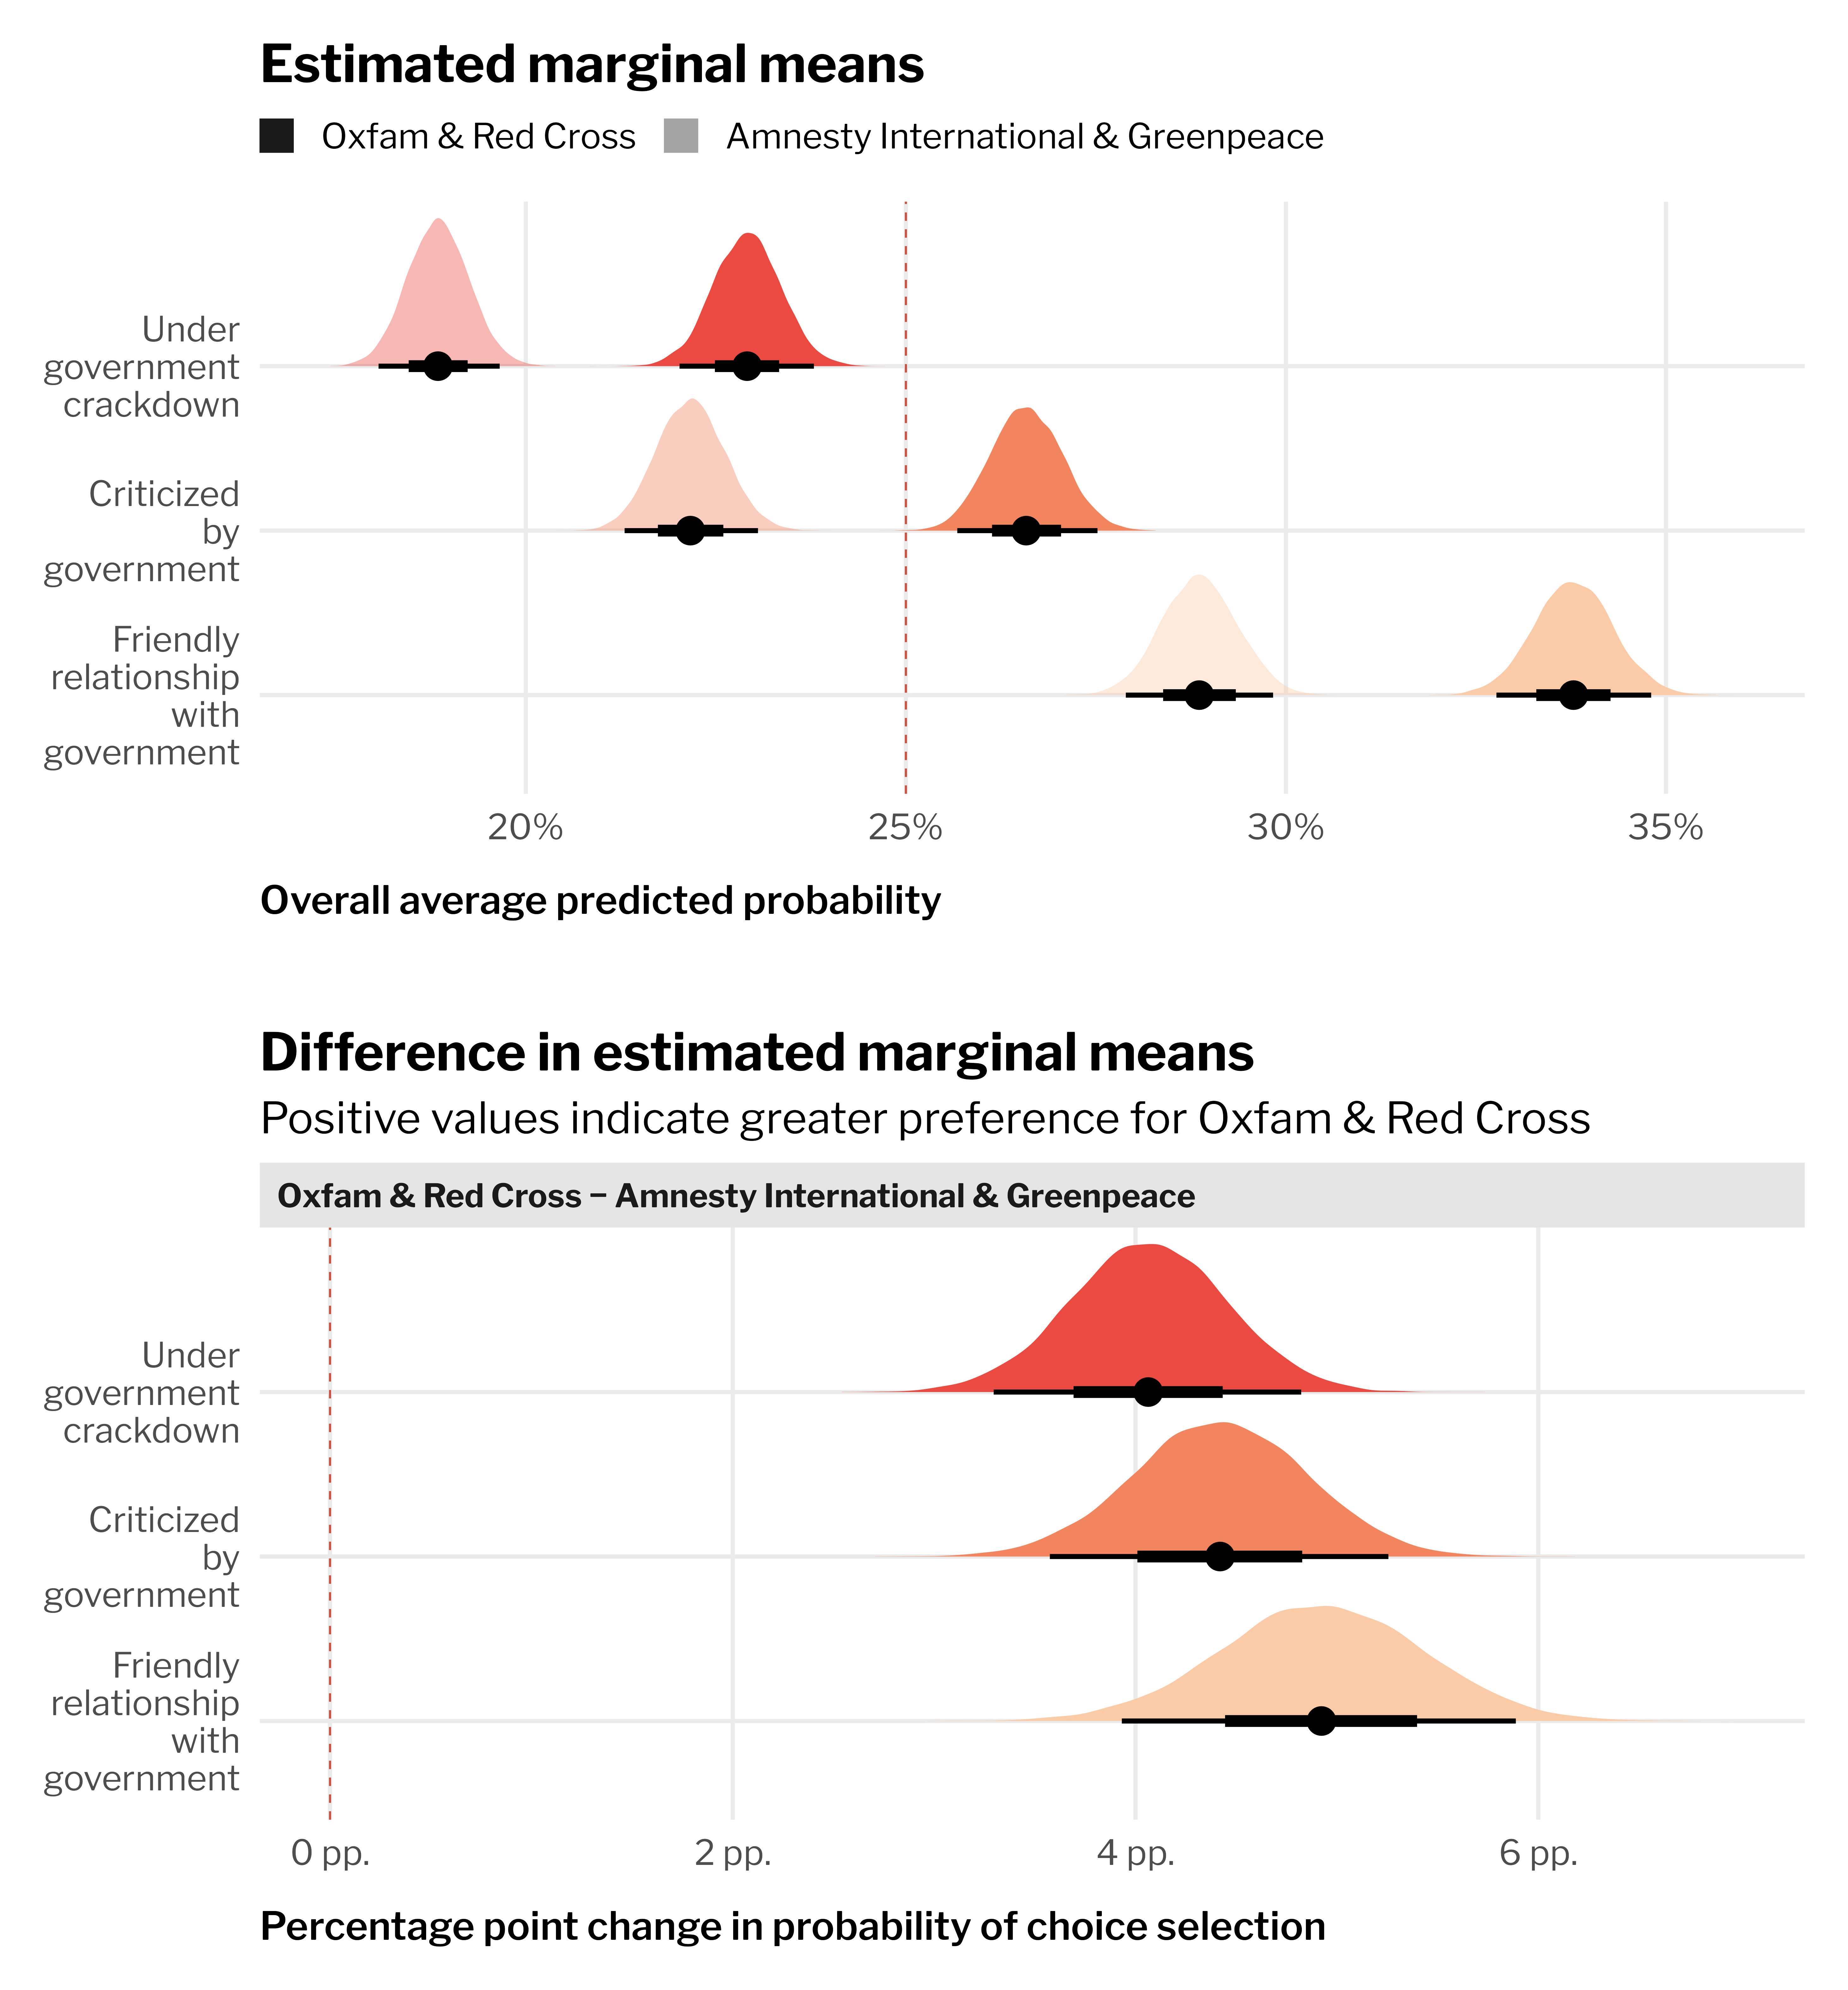 Estimated marginal means
Oxfam & Red Cross Amnesty International & Greenpeace
Under
government
crackdown
Criticized
by
government
Friendly
relationship
with
government
20% 25% 30% 35%
Overall average predicted probability
Difference in estimated marginal means
Positive values indicate greater preference for Oxfam & Red Cross
Oxfam & Red Cross − Amnesty International & Greenpeace
Under
government
crackdown
Criticized
by
government
Friendly
relationship
with
government
0 pp. 2 pp. 4 pp. 6 pp.
Percentage point change in probability of choice selection